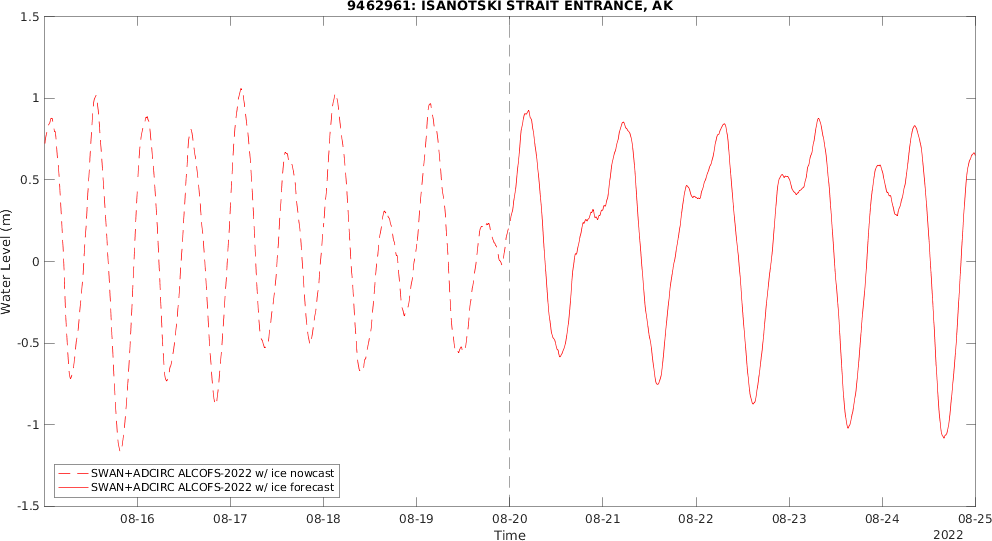 9462961: ISANOTSKI STRAIT ENTRANCE, AK
1.5
1
0.5
0
-0.5
-1
-1.5
Water Level (m)
SWAN+ADCIRC ALCOFS-2022 w/ ice nowcast
SWAN+ADCIRC ALCOFS-2022 w/ ice forecast
08-16 08-17 08-18 08-19 08-20 08-21 08-22 08-23 08-24 08-25
Time
2022